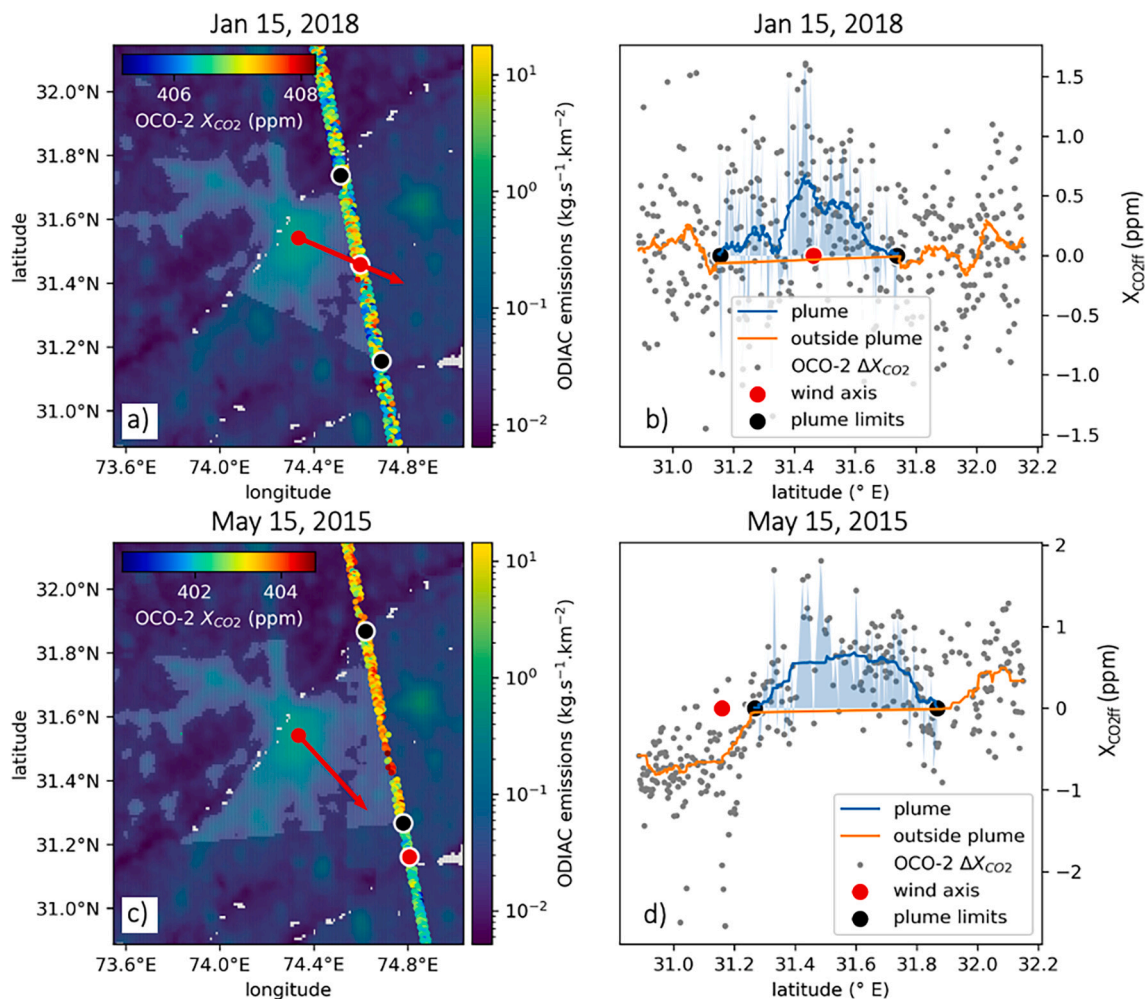 Jan 15, 2018
406 408
OCO-2 X_CO2 (ppm)
32.0°N
31.8°N
31.6°N
31.4°N
31.2°N
31.0°N
latitude
a)
73.6°E 74.0°E 74.4°E 74.8°E
longitude
10¹
10⁰
10⁻¹
10⁻²
ODIAC emissions (kg.s⁻¹.km⁻²)
Jan 15, 2018
1.5
1.0
0.5
0.0
−0.5
−1.0
−1.5
X_CO2ff (ppm)
plume
outside plume
OCO-2 ΔX_CO2
wind axis
plume limits
b)
31.0 31.2 31.4 31.6 31.8 32.0 32.2
latitude (° E)
May 15, 2015
402 404
OCO-2 X_CO2 (ppm)
32.0°N
31.8°N
31.6°N
31.4°N
31.2°N
31.0°N
latitude
c)
73.6°E 74.0°E 74.4°E 74.8°E
longitude
10¹
10⁰
10⁻¹
10⁻²
ODIAC emissions (kg.s⁻¹.km⁻²)
May 15, 2015
2
1
0
−1
−2
X_CO2ff (ppm)
plume
outside plume
OCO-2 ΔX_CO2
wind axis
plume limits
d)
31.0 31.2 31.4 31.6 31.8 32.0 32.2
latitude (° E)